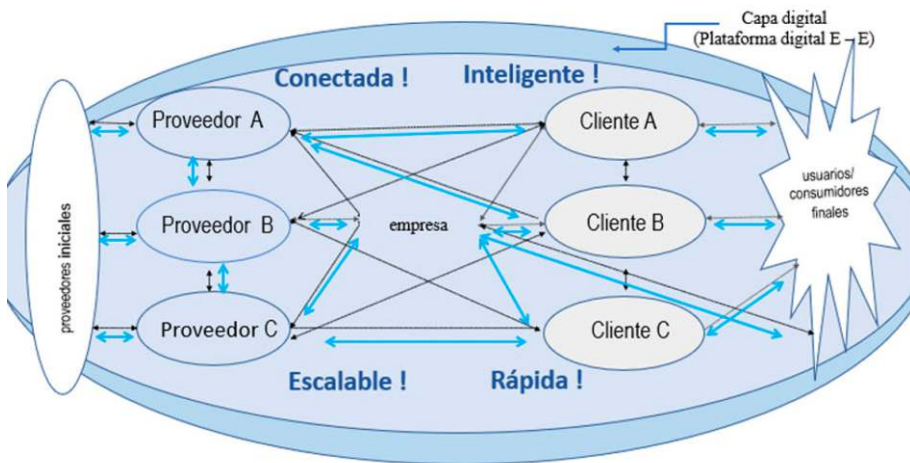 Capa digital
(Plataforma digital E – E)
Conectada !
Inteligente !
Proveedor A
Cliente A
proveedores iniciales
Proveedor B
empresa
Cliente B
usuarios/
consumidores
finales
Proveedor C
Cliente C
Escalable !
Rápida !